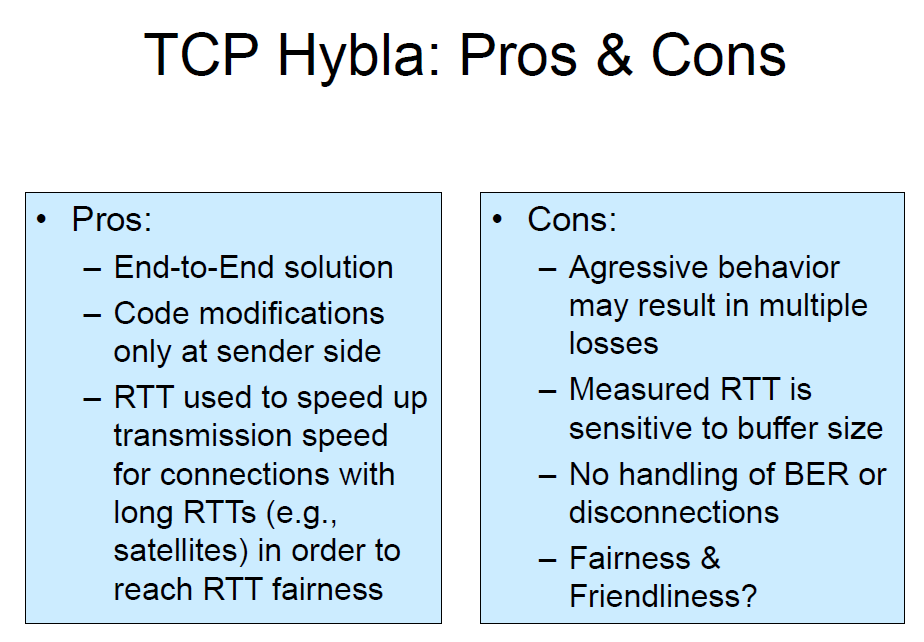 TCP Hybla: Pros & Cons
• Pros:
– End-to-End solution
– Code modifications
only at sender side
– RTT used to speed up
transmission speed
for connections with
long RTTs (e.g.,
satellites) in order to
reach RTT fairness
• Cons:
– Agressive behavior
may result in multiple
losses
– Measured RTT is
sensitive to buffer size
– No handling of BER or
disconnections
– Fairness &
Friendliness?